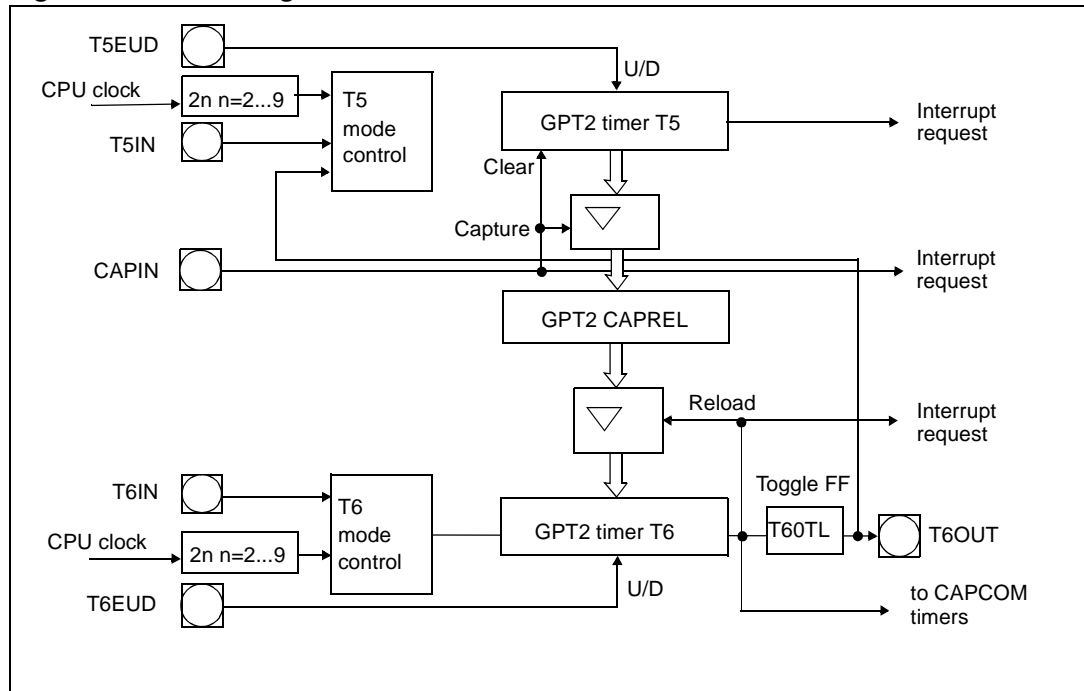 T5EUD
U/D
CPU clock
2n n=2...9
T5
mode
control
GPT2 timer T5
Interrupt
request
T5IN
Clear
Capture
CAPIN
Interrupt
request
GPT2 CAPREL
Reload
Interrupt
request
T6IN
Toggle FF
T6
mode
control
GPT2 timer T6
T60TL
T6OUT
CPU clock
2n n=2...9
U/D
T6EUD
to CAPCOM
timers